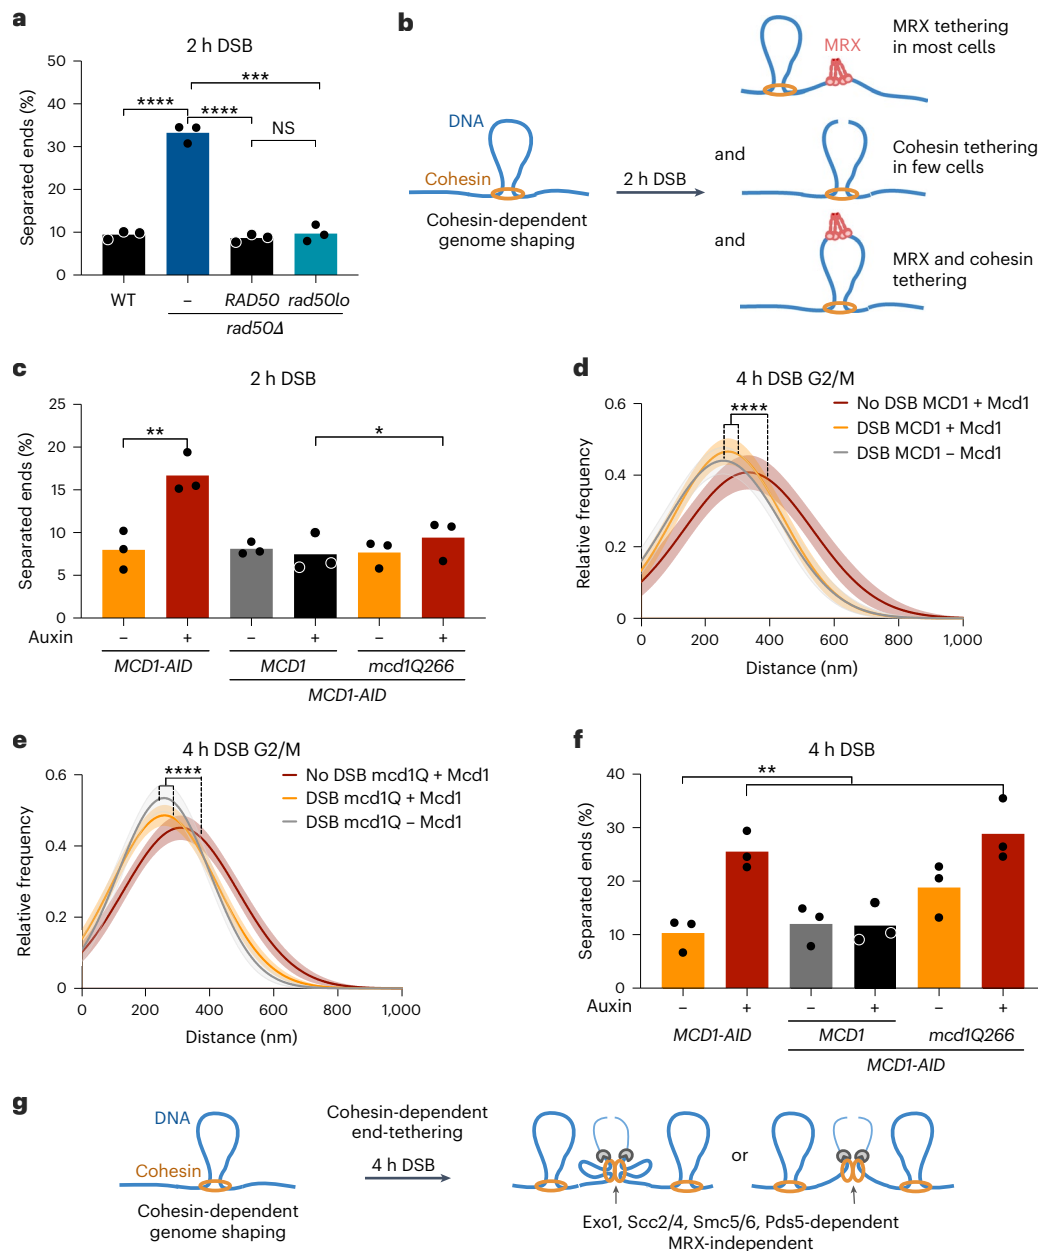 a
2 h DSB
Separated ends (%)
50
40
30
20
10
0
****
****
***
NS
WT
–
RAD50
rad50lo
rad50Δ
b
DNA
Cohesin
Cohesin-dependent
genome shaping
2 h DSB
MRX
MRX tethering
in most cells
and
Cohesin tethering
in few cells
and
MRX and cohesin
tethering
c
2 h DSB
Separated ends (%)
25
20
15
10
5
0
**
*
Auxin
– + – + – +
MCD1-AID
MCD1
mcd1Q266
MCD1-AID
d
4 h DSB G2/M
Relative frequency
0.6
0.4
0.2
0
****
No DSB MCD1 + Mcd1
DSB MCD1 + Mcd1
DSB MCD1 – Mcd1
0 200 400 600 800 1,000
Distance (nm)
e
4 h DSB G2/M
Relative frequency
0.6
0.4
0.2
0
****
No DSB mcd1Q + Mcd1
DSB mcd1Q + Mcd1
DSB mcd1Q – Mcd1
0 200 400 600 800 1,000
Distance (nm)
f
4 h DSB
Separated ends (%)
40
30
20
10
0
**
Auxin
– + – + – +
MCD1-AID
MCD1
mcd1Q266
MCD1-AID
g
DNA
Cohesin
Cohesin-dependent
genome shaping
Cohesin-dependent
end-tethering
4 h DSB
or
Exo1, Scc2/4, Smc5/6, Pds5-dependent
MRX-independent